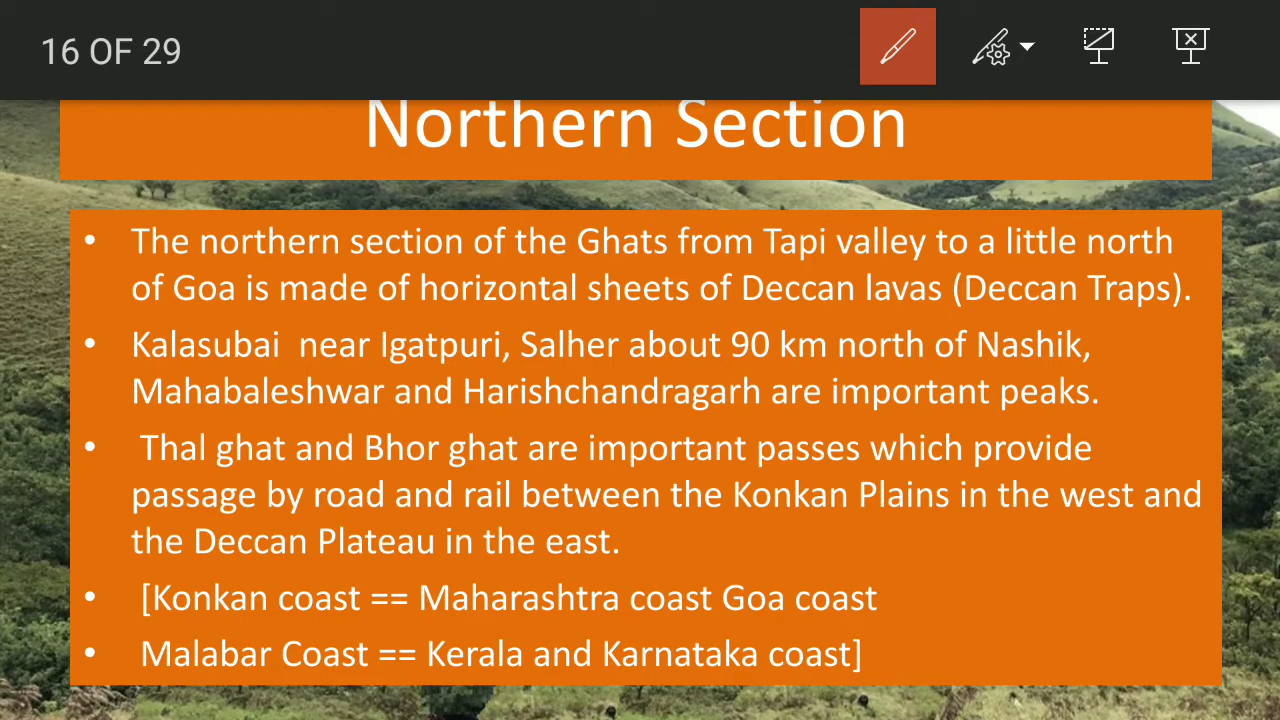 16 OF 29
Northern Section
• The northern section of the Ghats from Tapi valley to a little north
of Goa is made of horizontal sheets of Deccan lavas (Deccan Traps).
• Kalasubai  near Igatpuri, Salher about 90 km north of Nashik,
Mahabaleshwar and Harishchandragarh are important peaks.
• Thal ghat and Bhor ghat are important passes which provide
passage by road and rail between the Konkan Plains in the west and
the Deccan Plateau in the east.
• [Konkan coast == Maharashtra coast Goa coast
• Malabar Coast == Kerala and Karnataka coast]